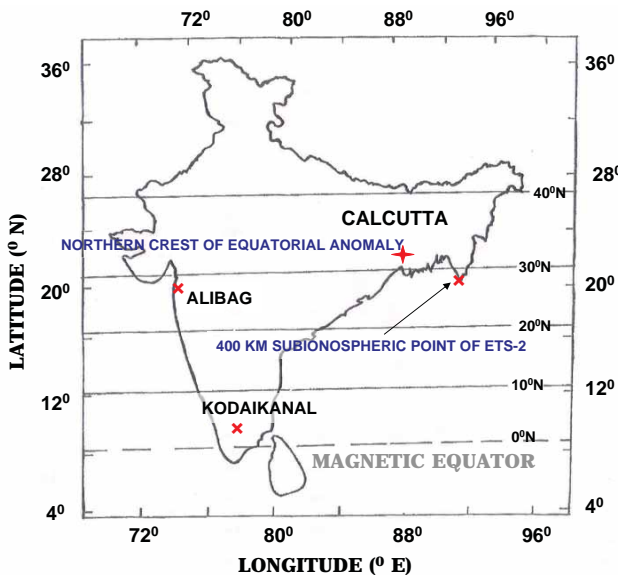 72⁰ 80⁰ 88⁰ 96⁰
36⁰ 36⁰
28⁰ 28⁰
40⁰N
CALCUTTA
NORTHERN CREST OF EQUATORIAL ANOMALY
30⁰N
20⁰ 20⁰
ALIBAG
20⁰N
400 KM SUBIONOSPHERIC POINT OF ETS-2
10⁰N
12⁰ 12⁰
KODAIKANAL
0⁰N
MAGNETIC EQUATOR
4⁰ 4⁰
72⁰ 80⁰ 88⁰ 96⁰
LONGITUDE (⁰ E)
LATITUDE (⁰ N)